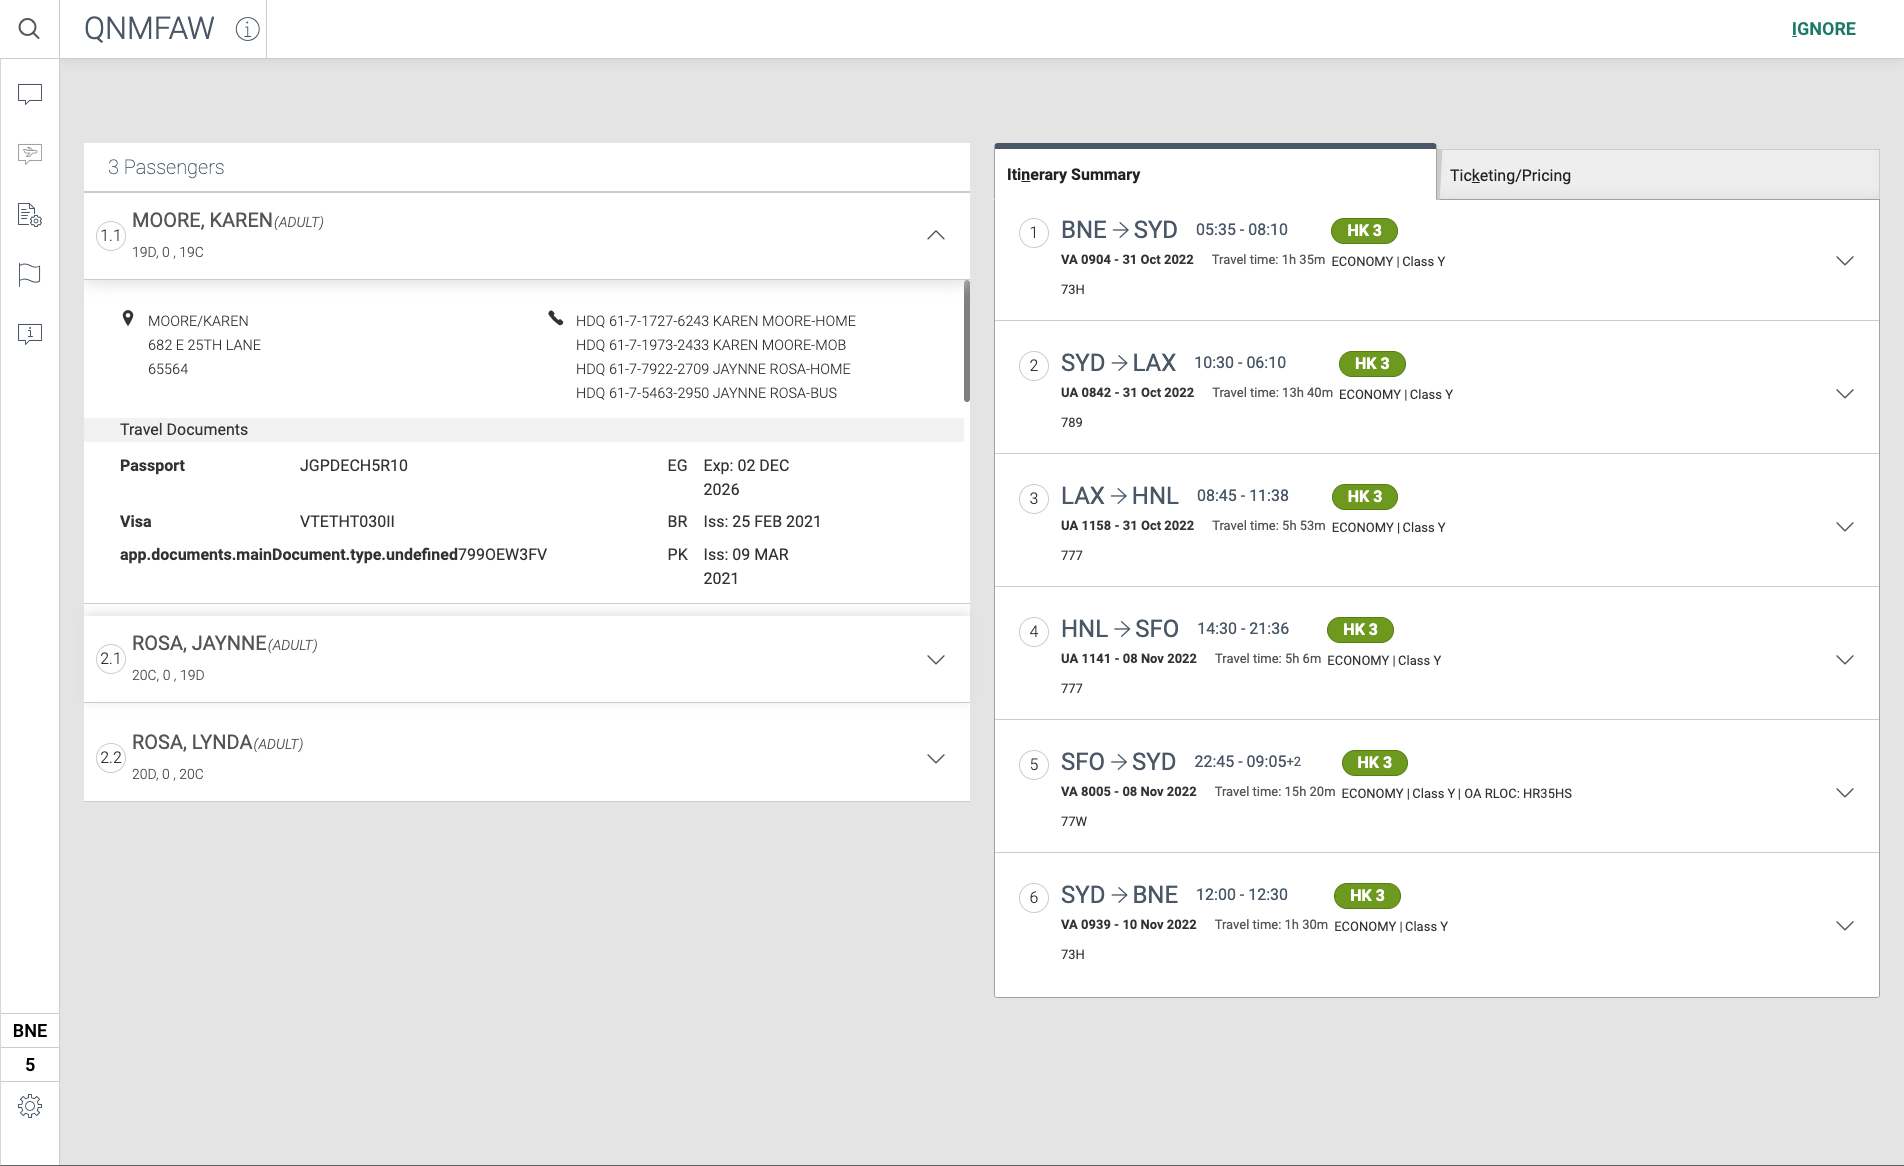 QNMFAW
IGNORE
3 Passengers
1.1 MOORE, KAREN(ADULT)
19D, 0 , 19C
MOORE/KAREN
682 E 25TH LANE
65564
HDQ 61-7-1727-6243 KAREN MOORE-HOME
HDQ 61-7-1973-2433 KAREN MOORE-MOB
HDQ 61-7-7922-2709 JAYNNE ROSA-HOME
HDQ 61-7-5463-2950 JAYNNE ROSA-BUS
Travel Documents
Passport JGPDECH5R10 EG Exp: 02 DEC
2026
Visa VTETHT030II BR Iss: 25 FEB 2021
app.documents.mainDocument.type.undefined799OEW3FV PK Iss: 09 MAR
2021
2.1 ROSA, JAYNNE(ADULT)
20C, 0 , 19D
2.2 ROSA, LYNDA(ADULT)
20D, 0 , 20C
Itinerary Summary
Ticketing/Pricing
1 BNE → SYD 05:35 - 08:10 HK 3
VA 0904 - 31 Oct 2022 Travel time: 1h 35m ECONOMY | Class Y
73H
2 SYD → LAX 10:30 - 06:10 HK 3
UA 0842 - 31 Oct 2022 Travel time: 13h 40m ECONOMY | Class Y
789
3 LAX → HNL 08:45 - 11:38 HK 3
UA 1158 - 31 Oct 2022 Travel time: 5h 53m ECONOMY | Class Y
777
4 HNL → SFO 14:30 - 21:36 HK 3
UA 1141 - 08 Nov 2022 Travel time: 5h 6m ECONOMY | Class Y
777
5 SFO → SYD 22:45 - 09:05+2 HK 3
VA 8005 - 08 Nov 2022 Travel time: 15h 20m ECONOMY | Class Y | OA RLOC: HR35HS
77W
6 SYD → BNE 12:00 - 12:30 HK 3
VA 0939 - 10 Nov 2022 Travel time: 1h 30m ECONOMY | Class Y
73H
BNE
5